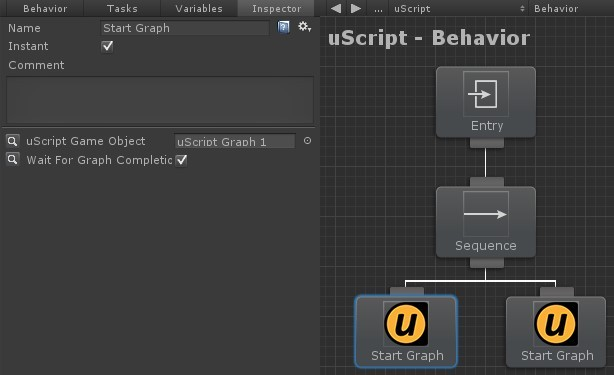 Behavior Tasks Variables Inspector
... uScript Behavior
Name Start Graph
Instant
Comment
uScript Game Object uScript Graph 1
Wait For Graph Completic
uScript - Behavior
Entry
Sequence
u
Start Graph
u
Start Graph